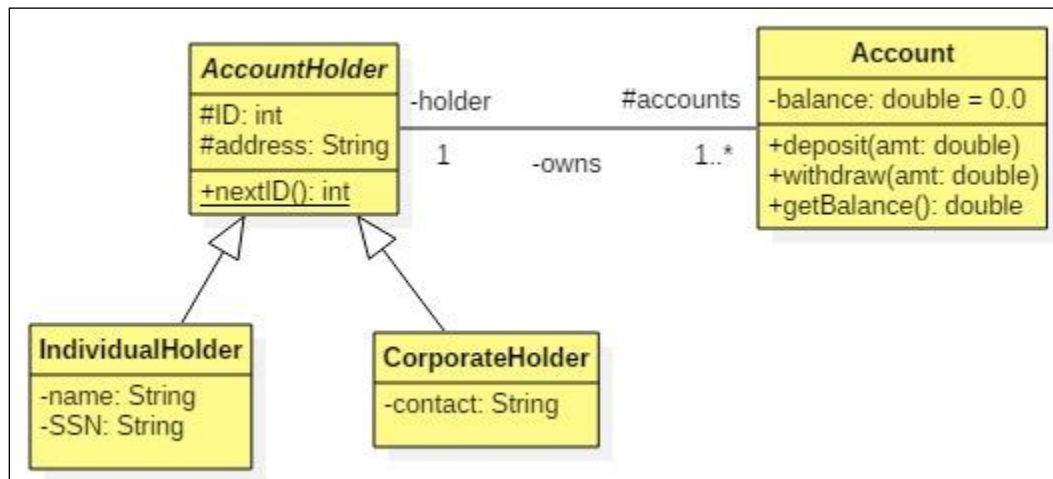 AccountHolder
#ID: int
#address: String
+nextID(): int
-holder
#accounts
1
-owns
1..*
Account
-balance: double = 0.0
+deposit(amt: double)
+withdraw(amt: double)
+getBalance(): double
IndividualHolder
-name: String
-SSN: String
CorporateHolder
-contact: String